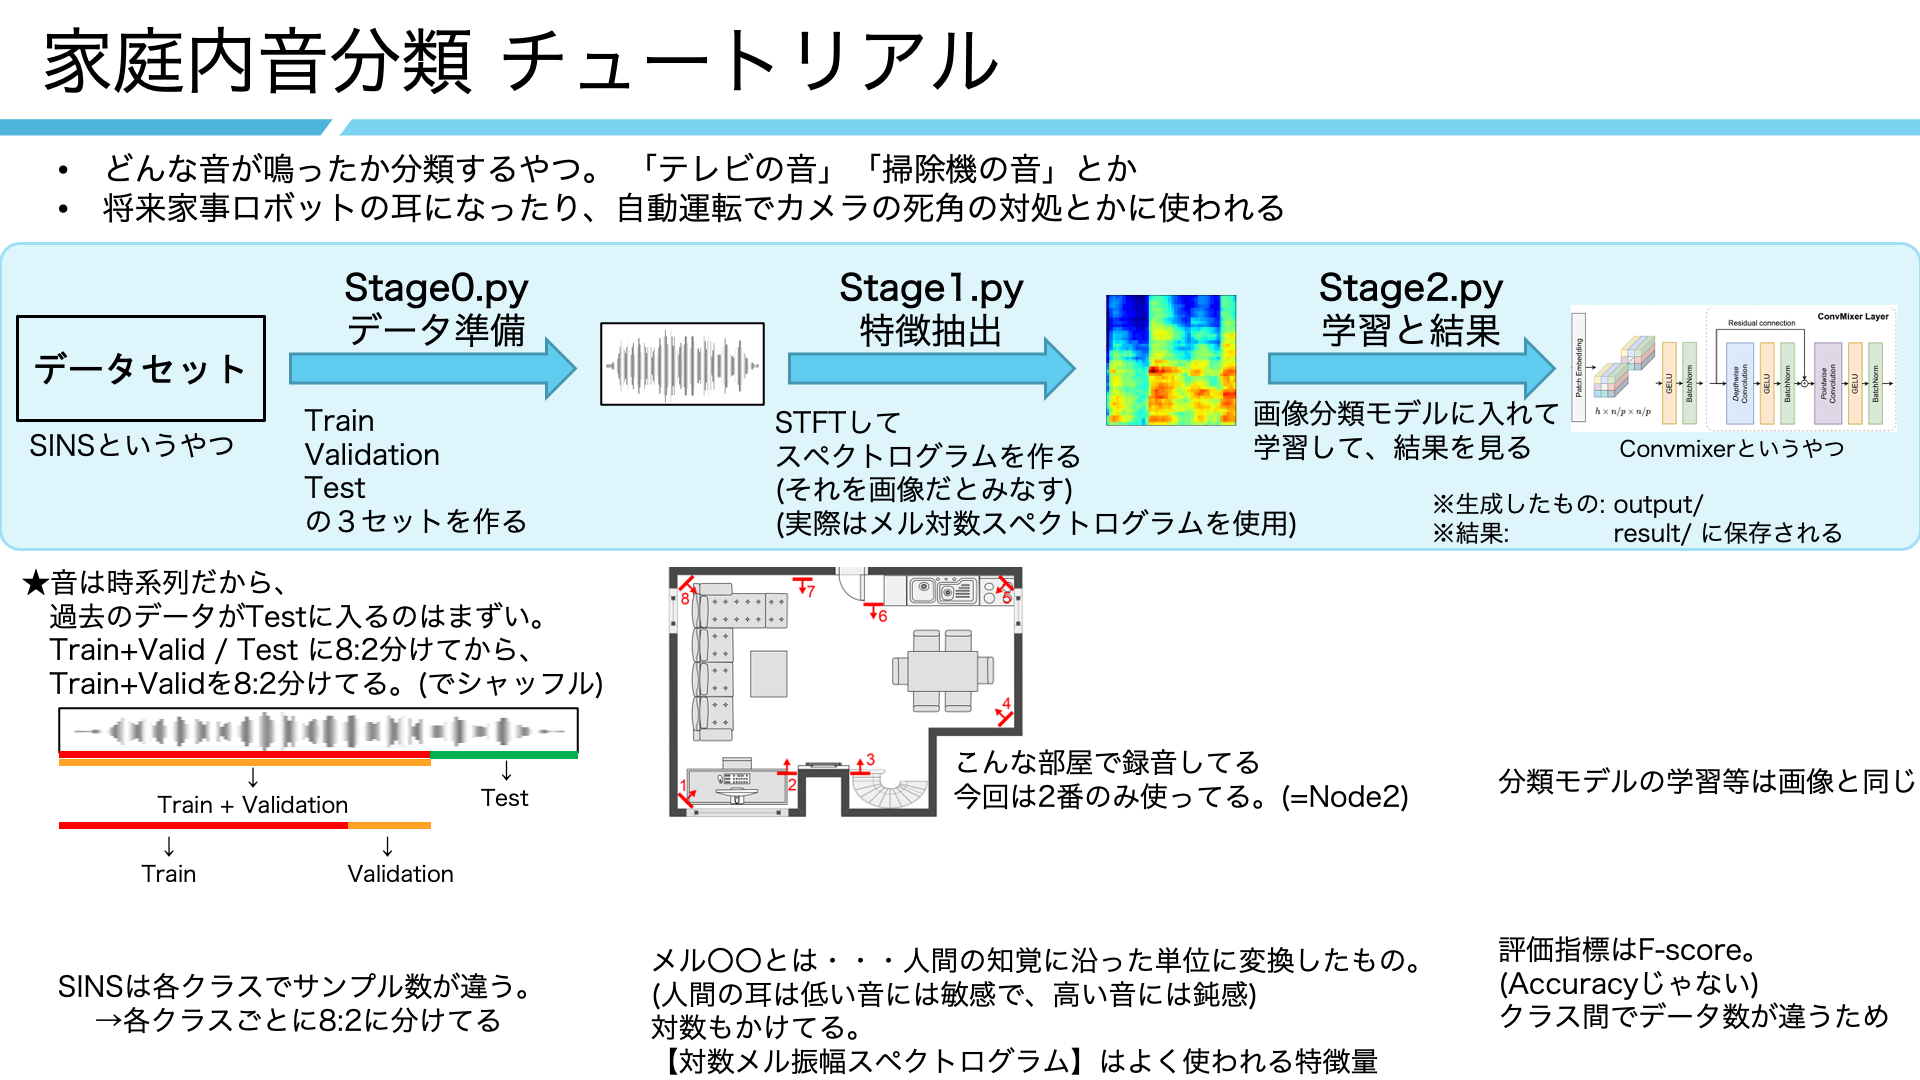 家庭内音分類 チュートリアル
• どんな音が鳴ったか分類するやつ。 「テレビの音」「掃除機の音」とか
• 将来家事ロボットの耳になったり、自動運転でカメラの死角の対処とかに使われる
データセット
SINSというやつ
Stage0.py
データ準備
Train
Validation
Test
の３セットを作る
Stage1.py
特徴抽出
STFTして
スペクトログラムを作る
(それを画像だとみなす)
(実際はメル対数スペクトログラムを使用)
Stage2.py
学習と結果
画像分類モデルに入れて
学習して、結果を見る
Patch Embedding
h × n/p × n/p
GELU
BatchNorm
ConvMixer Layer
Residual connection
Depthwise
Convolution
GELU
BatchNorm
Pointwise
Convolution
GELU
BatchNorm
Convmixerというやつ
※生成したもの: output/
※結果: result/ に保存される
★音は時系列だから、
過去のデータがTestに入るのはまずい。
Train+Valid / Test に8:2分けてから、
Train+Validを8:2分けてる。(でシャッフル)
↓
Train + Validation
↓
Test
↓
Train
↓
Validation
SINSは各クラスでサンプル数が違う。
→各クラスごとに8:2に分けてる
8
7
6
5
4
3
2
1
こんな部屋で録音してる
今回は2番のみ使ってる。(=Node2)
メル〇〇とは・・・人間の知覚に沿った単位に変換したもの。
(人間の耳は低い音には敏感で、高い音には鈍感)
対数もかけてる。
【対数メル振幅スペクトログラム】はよく使われる特徴量
分類モデルの学習等は画像と同じ
評価指標はF-score。
(Accuracyじゃない)
クラス間でデータ数が違うため